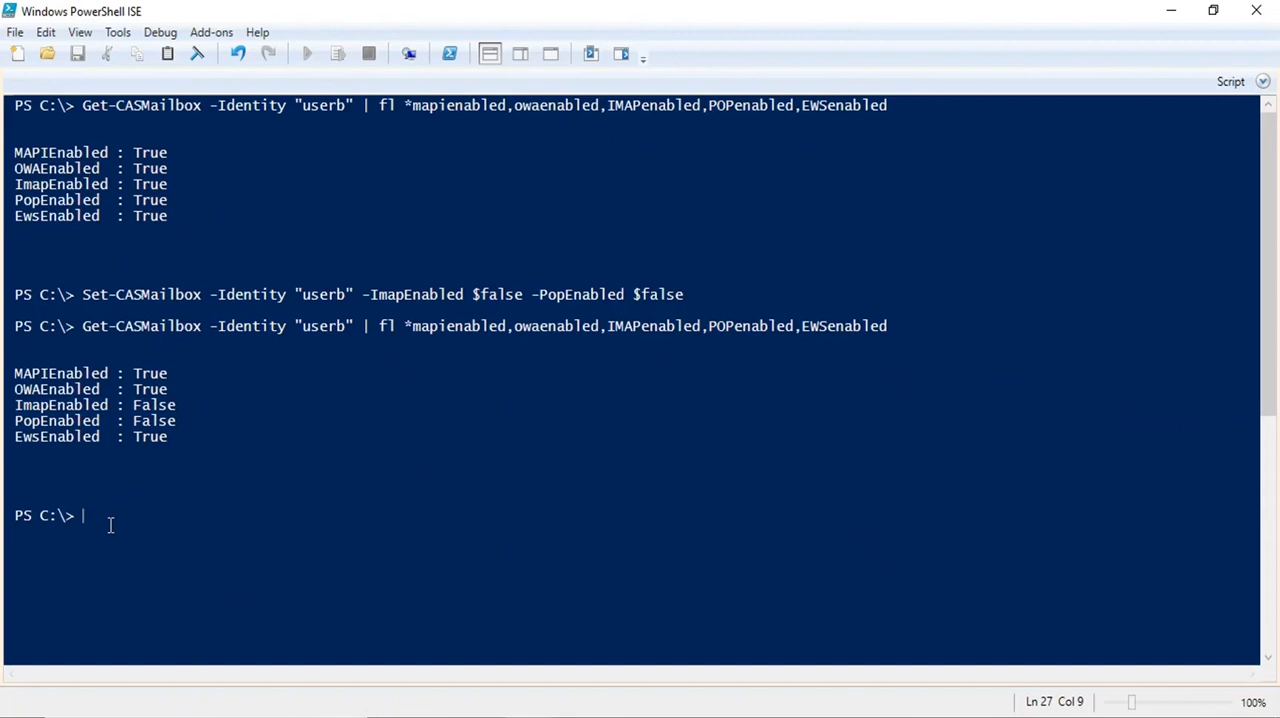 Windows PowerShell ISE
File Edit View Tools Debug Add-ons Help
Script
PS C:\> Get-CASMailbox -Identity "userb" | fl *mapienabled,owaenabled,IMAPenabled,POPenabled,EWSenabled
MAPIEnabled : True
OWAEnabled  : True
ImapEnabled : True
PopEnabled  : True
EwsEnabled  : True
PS C:\> Set-CASMailbox -Identity "userb" -ImapEnabled $false -PopEnabled $false
PS C:\> Get-CASMailbox -Identity "userb" | fl *mapienabled,owaenabled,IMAPenabled,POPenabled,EWSenabled
MAPIEnabled : True
OWAEnabled  : True
ImapEnabled : False
PopEnabled  : False
EwsEnabled  : True
PS C:\>
Ln 27 Col 9 100%